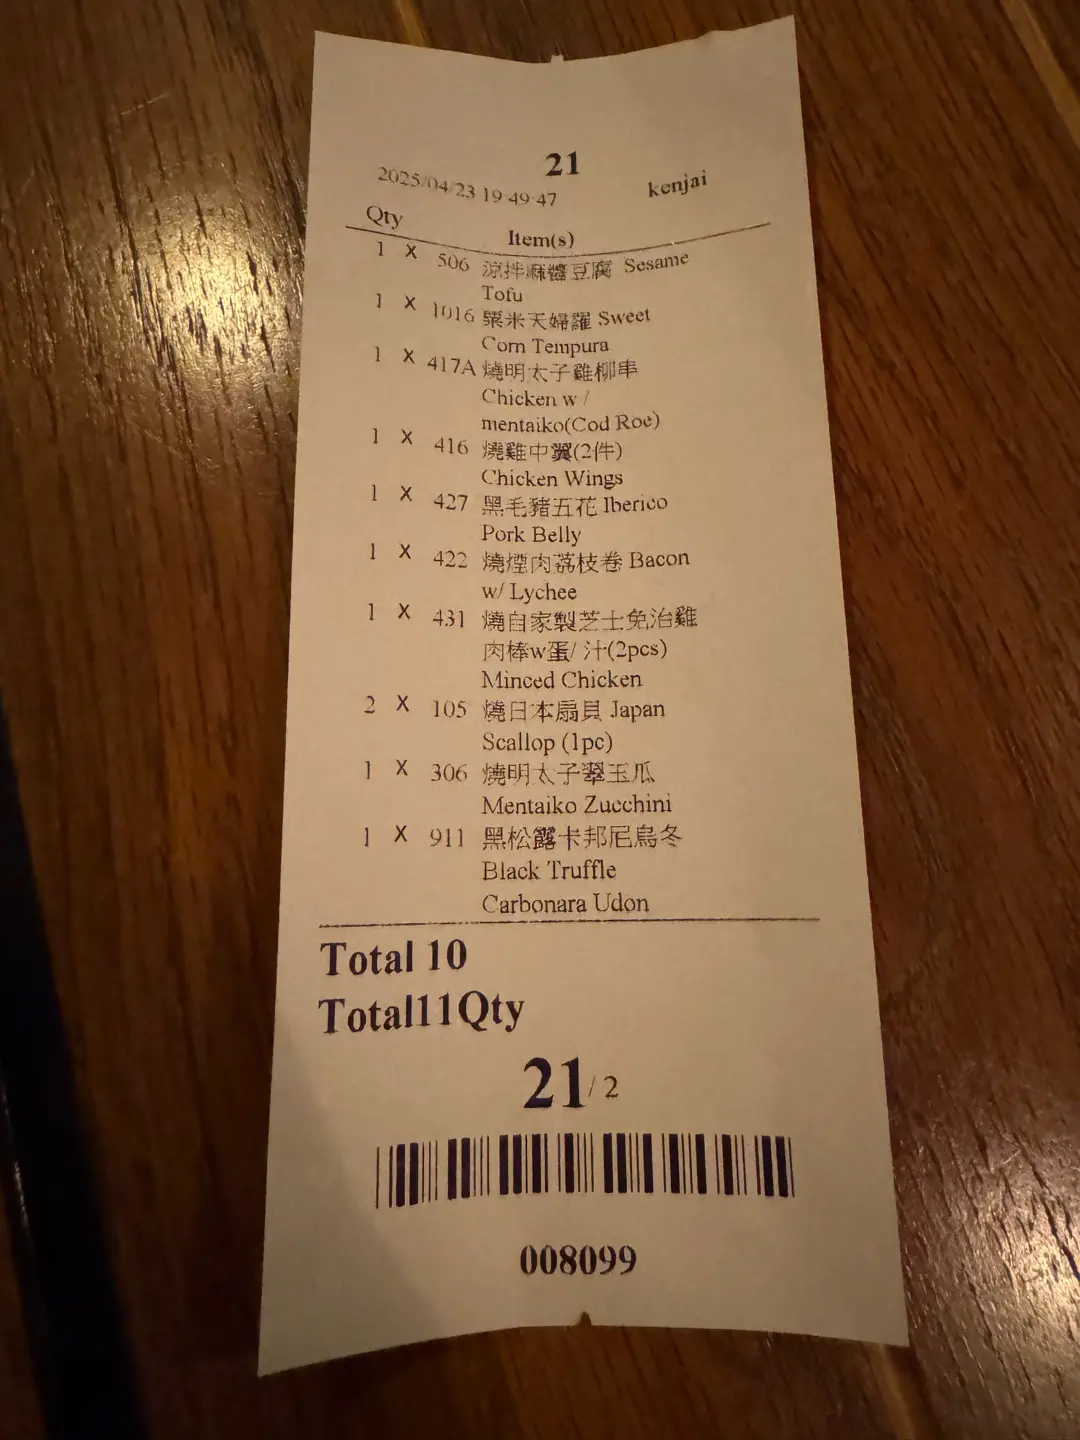 21
2025/04/23 19:49:47 kenjai
Qty Item(s)
1 X 506 涼拌麻醬豆腐 Sesame
Tofu
1 X 1016 粟米天婦羅 Sweet
Corn Tempura
1 X 417A 燒明太子雞柳串
Chicken w /
mentaiko(Cod Roe)
1 X 416 燒雞中翼(2件)
Chicken Wings
1 X 427 黑毛豬五花 Iberico
Pork Belly
1 X 422 燒煙肉荔枝卷 Bacon
w/ Lychee
1 X 431 燒自家製芝士免治雞
肉棒w蛋/ 汁(2pcs)
Minced Chicken
2 X 105 燒日本扇貝 Japan
Scallop (1pc)
1 X 306 燒明太子翠玉瓜
Mentaiko Zucchini
1 X 911 黑松露卡邦尼烏冬
Black Truffle
Carbonara Udon
Total 10
Total11Qty
21/ 2
008099